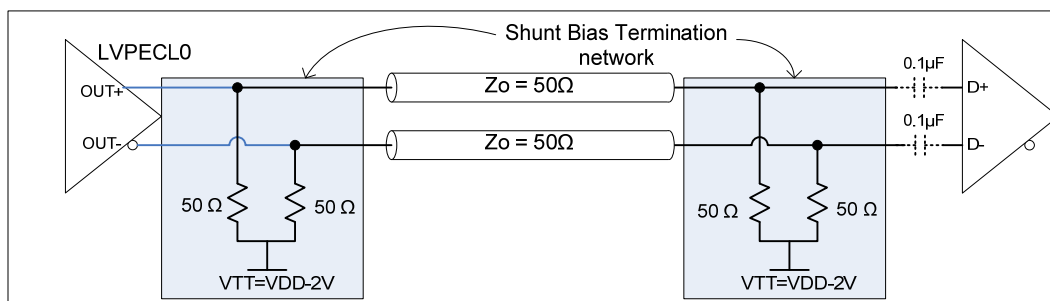 LVPECL0
Shunt Bias Termination
network
OUT+
OUT-
Zo = 50Ω
Zo = 50Ω
0.1µF
0.1µF
D+
D-
50 Ω
50 Ω
50 Ω
50 Ω
VTT=VDD-2V
VTT=VDD-2V